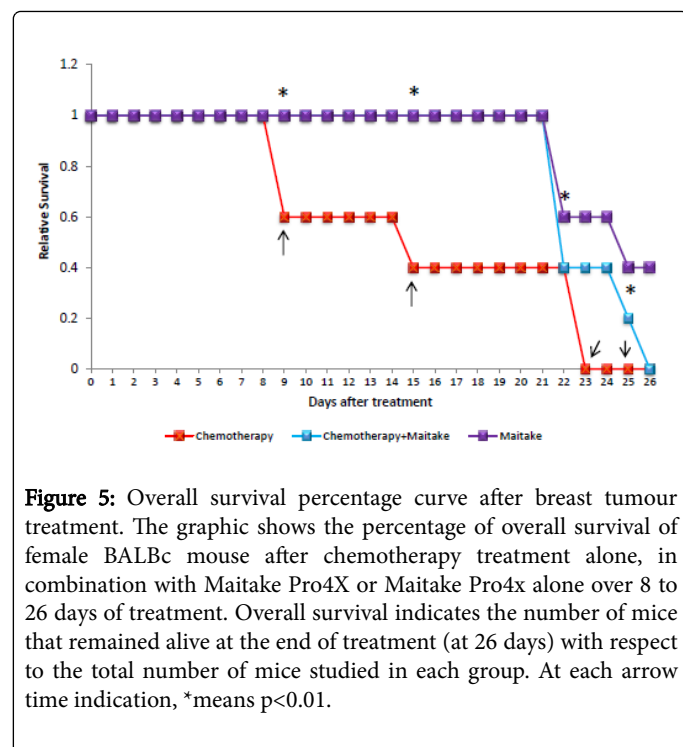 1.2
1
0.8
0.6
0.4
0.2
0
Relative Survival
* * * *
0 1 2 3 4 5 6 7 8 9 10 11 12 13 14 15 16 17 18 19 20 21 22 23 24 25 26
Days after treatment
Chemotherapy Chemotherapy+Maitake Maitake
Figure 5: Overall survival percentage curve after breast tumour
treatment. The graphic shows the percentage of overall survival of
female BALBc mouse after chemotherapy treatment alone, in
combination with Maitake Pro4X or Maitake Pro4x alone over 8 to
26 days of treatment. Overall survival indicates the number of mice
that remained alive at the end of treatment (at 26 days) with respect
to the total number of mice studied in each group. At each arrow
time indication, *means p<0.01.